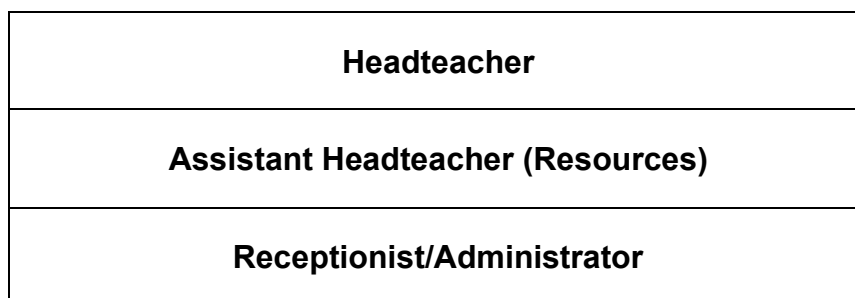 Headteacher
Assistant Headteacher (Resources)
Receptionist/Administrator